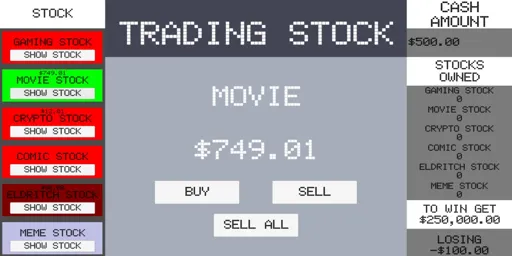 STOCK
GAMING STOCK
SHOW STOCK
$749.01
MOVIE STOCK
SHOW STOCK
CRYPTO STOCK
SHOW STOCK
COMIC STOCK
SHOW STOCK
ELDRITCH STOCK
SHOW STOCK
MEME STOCK
SHOW STOCK
TRADING STOCK
MOVIE
$749.01
BUY
SELL
SELL ALL
CASH
AMOUNT
$500.00
STOCKS
OWNED
GAMING STOCK
0
MOVIE STOCK
0
CRYPTO STOCK
0
COMIC STOCK
0
ELDRITCH STOCK
0
MEME STOCK
0
TO WIN GET
$250,000.00
LOSING
-$100.00